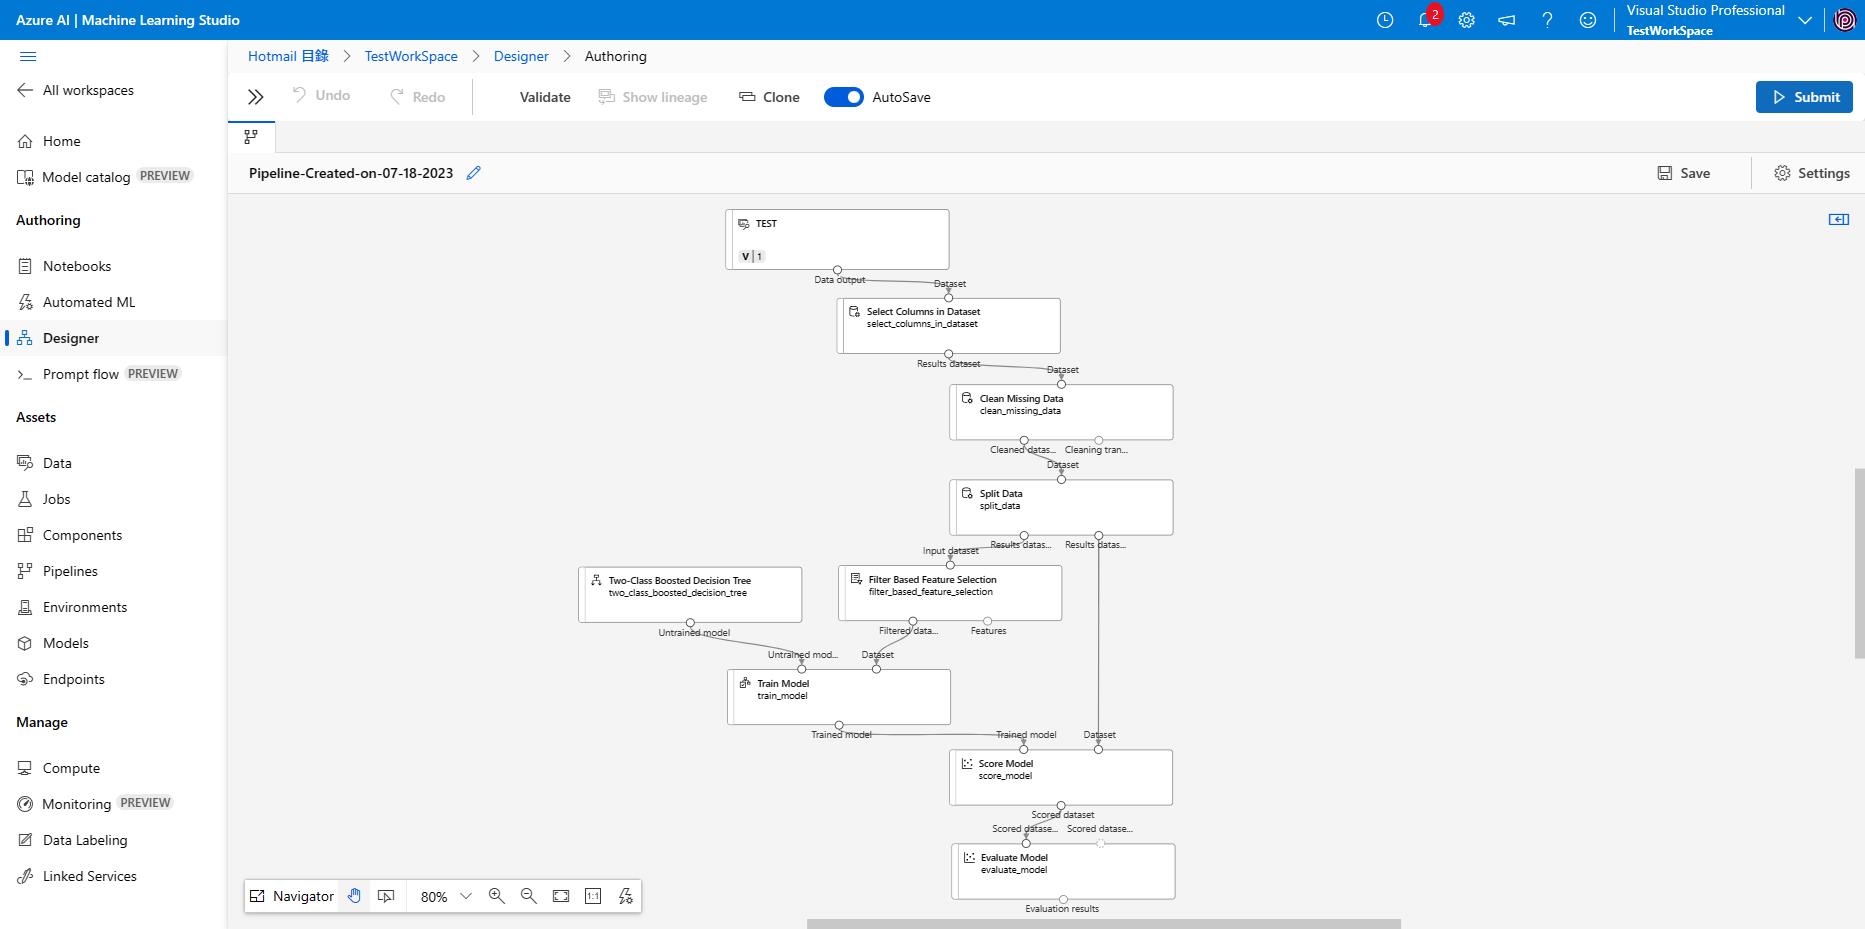 Azure AI | Machine Learning Studio
2
Visual Studio Professional
TestWorkSpace
Hotmail 目錄
TestWorkSpace
Designer
Authoring
All workspaces
Undo
Redo
Validate
Show lineage
Clone
AutoSave
Submit
Home
Model catalog PREVIEW
Pipeline-Created-on-07-18-2023
Save
Settings
Authoring
Notebooks
Automated ML
Designer
Prompt flow PREVIEW
Assets
Data
Jobs
Components
Pipelines
Environments
Models
Endpoints
Manage
Compute
Monitoring PREVIEW
Data Labeling
Linked Services
TEST
V | 1
Data output
Dataset
Select Columns in Dataset
select_columns_in_dataset
Results dataset
Dataset
Clean Missing Data
clean_missing_data
Cleaned datas...
Cleaning tran...
Dataset
Split Data
split_data
Results datas...
Results datas...
Input dataset
Two-Class Boosted Decision Tree
two_class_boosted_decision_tree
Filter Based Feature Selection
filter_based_feature_selection
Untrained model
Filtered data...
Features
Untrained mod...
Dataset
Train Model
train_model
Trained model
Trained model
Dataset
Score Model
score_model
Scored dataset
Scored datase...
Scored datase...
Evaluate Model
evaluate_model
Evaluation results
Navigator
80%
1:1